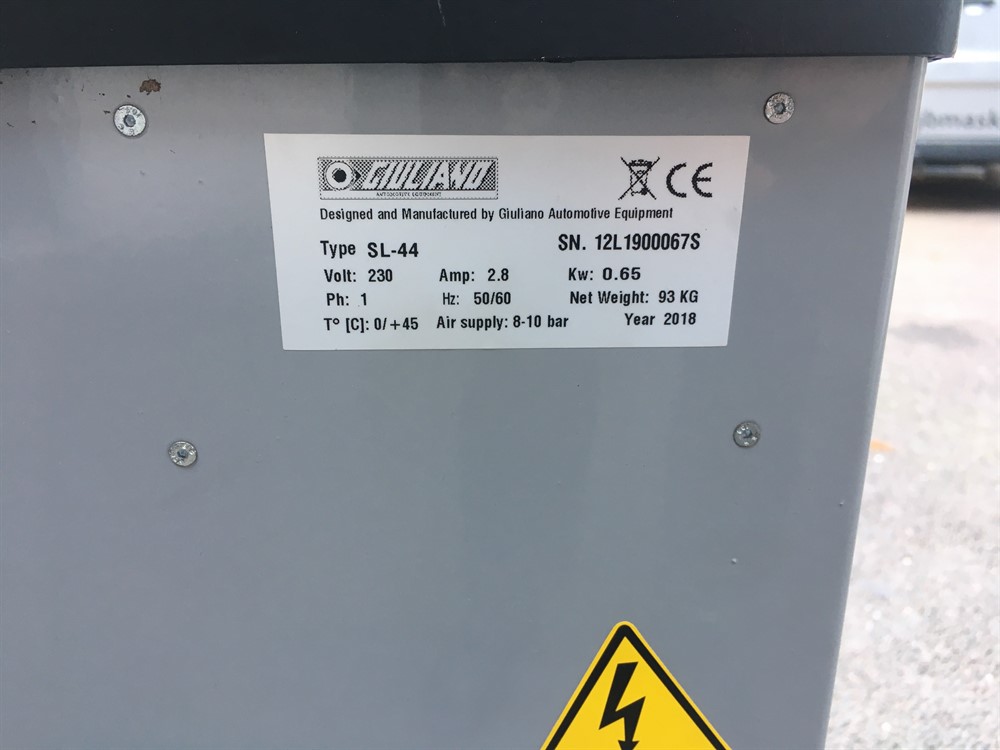 GIULIANO
AUTOMOTIVE EQUIPMENT
CE
Designed and Manufactured by Giuliano Automotive Equipment
Type SL-44 SN. 12L1900067S
Volt: 230 Amp: 2.8 Kw: 0.65
Ph: 1 Hz: 50/60 Net Weight: 93 KG
T° [C]: 0/+45 Air supply: 8-10 bar Year 2018